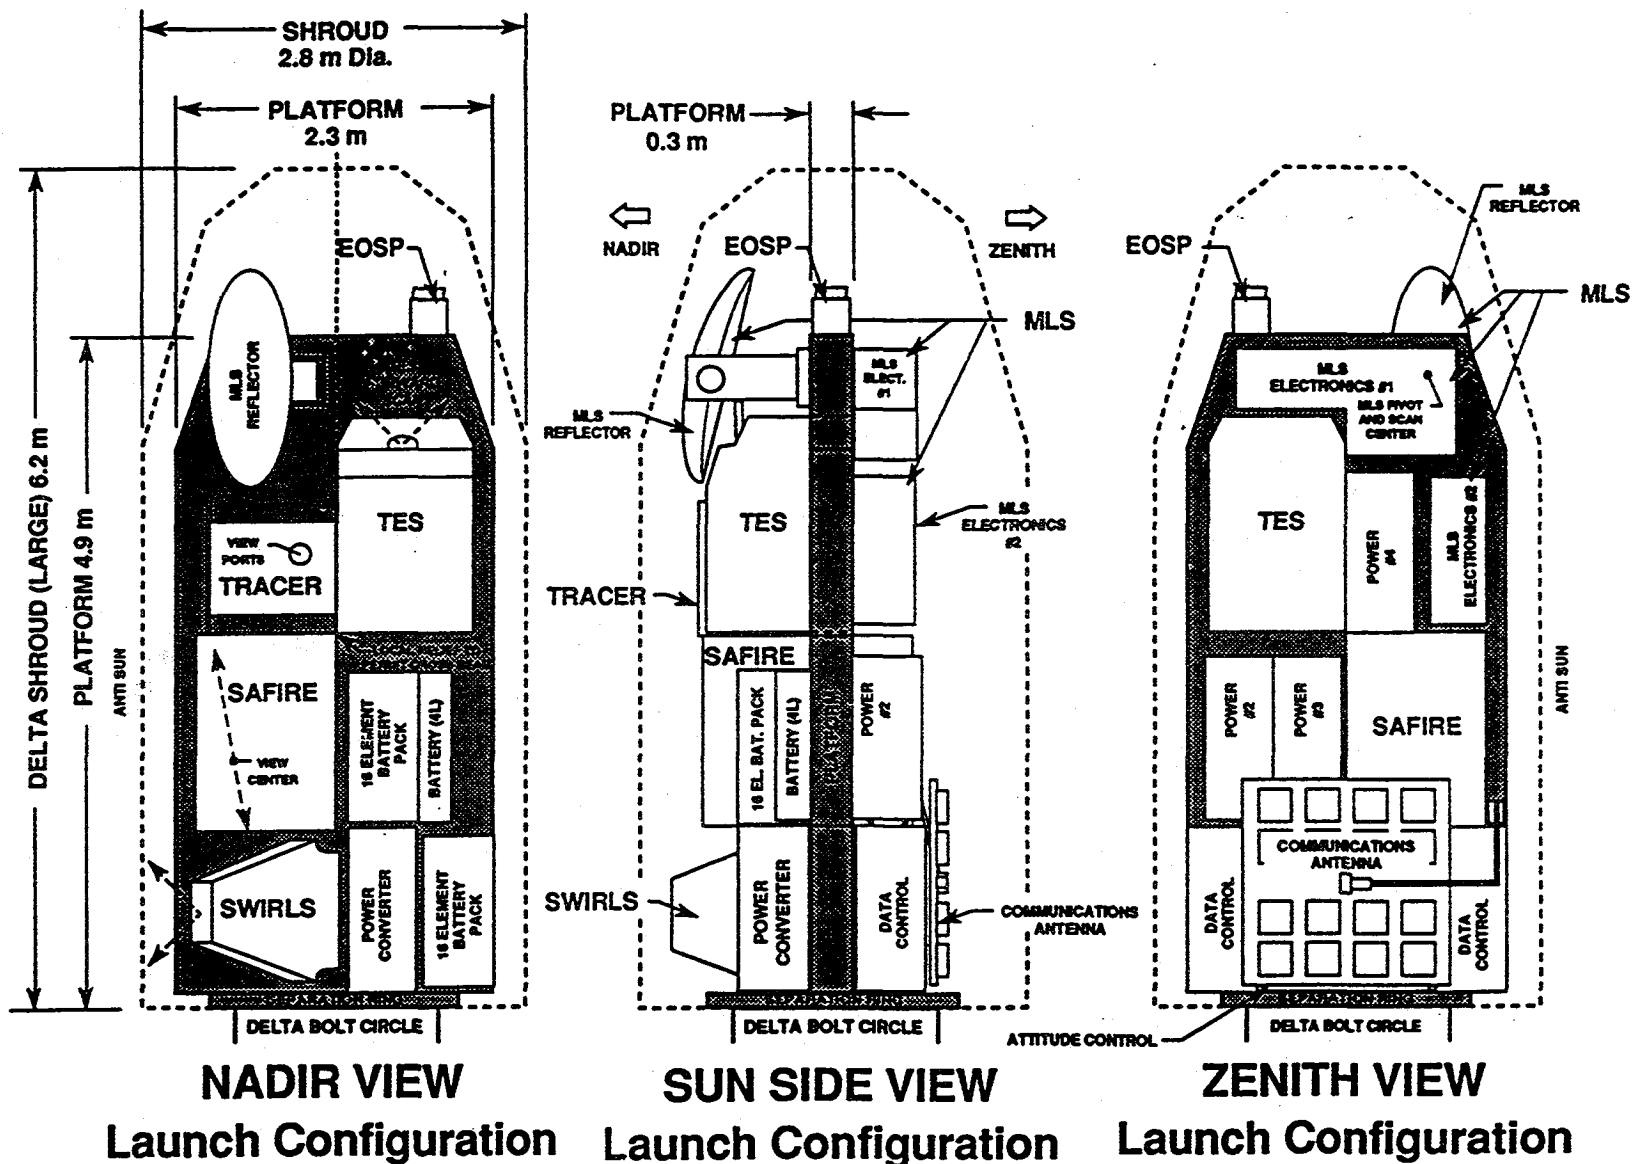 SHROUD
2.8 m Dia.
PLATFORM
2.3 m
EOSP
MLS
REFLECTOR
TES
VIEW
PORTS
TRACER
SAFIRE
VIEW
CENTER
16 ELEMENT
BATTERY
PACK
BATTERY (4L)
SWIRLS
POWER
CONVERTER
16 ELEMENT
BATTERY
PACK
SEPARATION RING
DELTA BOLT CIRCLE
DELTA SHROUD (LARGE) 6.2 m
PLATFORM 4.9 m
ANTI SUN
NADIR VIEW
Launch Configuration
PLATFORM
0.3 m
NADIR
EOSP
ZENITH
MLS
MLS
ELECT.
#1
MLS
REFLECTOR
TES
MLS
ELECTRONICS
TRACER
SAFIRE
16 EL. BAT. PACK
BATTERY (4L)
PLATFORM
POWER
#2
SWIRLS
POWER
CONVERTER
DATA
CONTROL
COMMUNICATIONS
ANTENNA
SEPARATION RING
DELTA BOLT CIRCLE
SUN SIDE VIEW
Launch Configuration
MLS
REFLECTOR
EOSP
MLS
MLS
ELECTRONICS #1
MLS PIVOT
AND SCAN
CENTER
TES
POWER
#4
MLS
ELECTRONICS #2
POWER
#2
POWER
#3
SAFIRE
ANTI SUN
COMMUNICATIONS
ANTENNA
DATA
CONTROL
DATA
CONTROL
SEPARATION RING
ATTITUDE CONTROL
DELTA BOLT CIRCLE
ZENITH VIEW
Launch Configuration